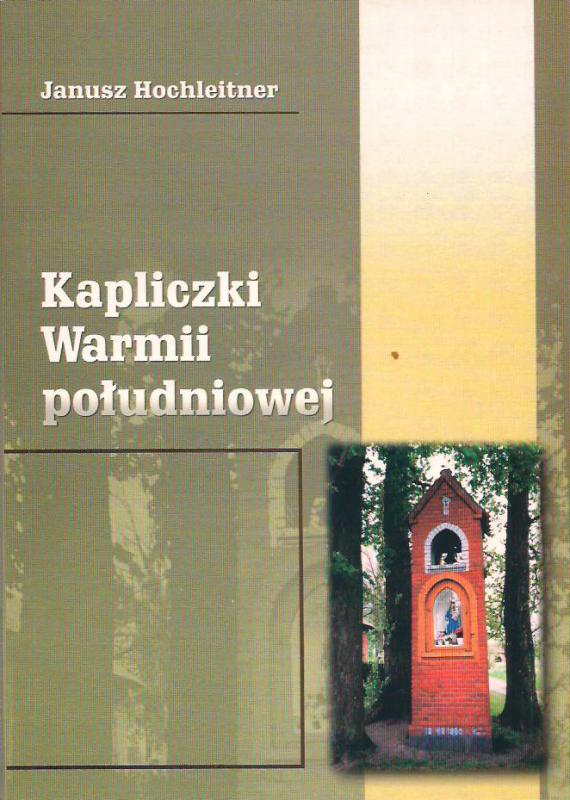 Janusz Hochleitner
Kapliczki
Warmii
południowej